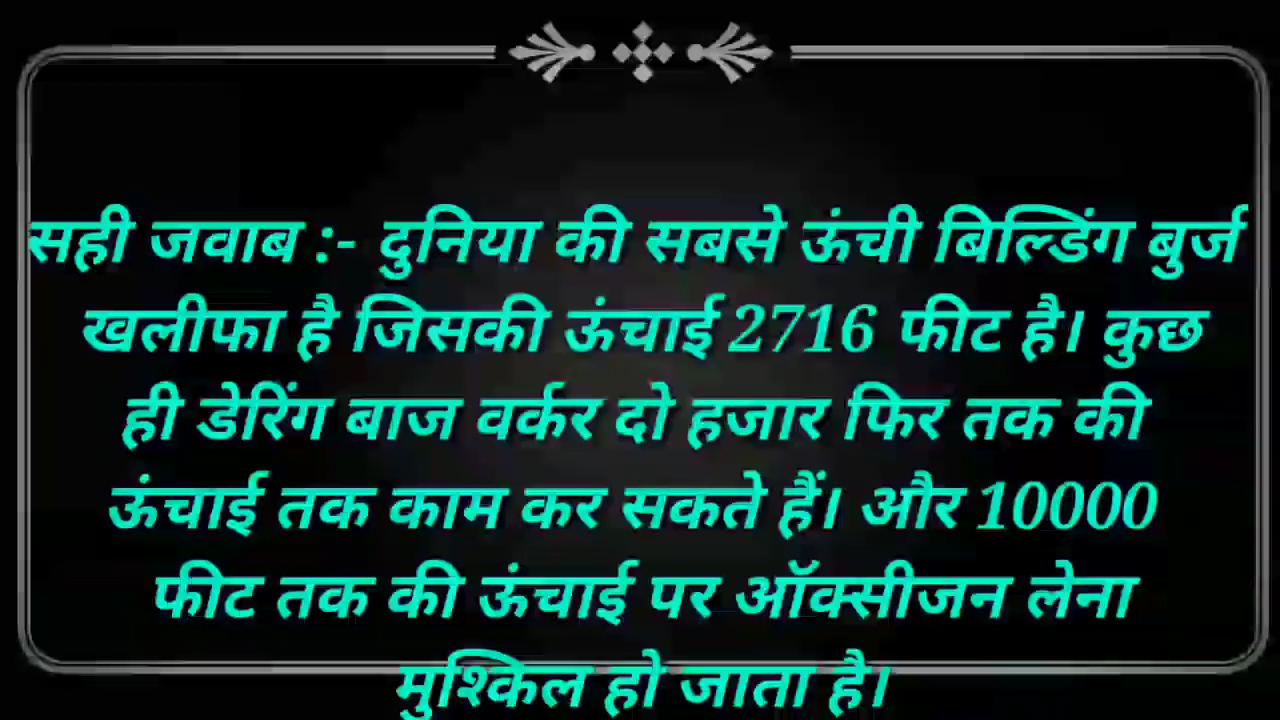 सही जवाब :- दुनिया की सबसे ऊंची बिल्डिंग बुर्ज
खलीफा है जिसकी ऊंचाई 2716 फीट है। कुछ
ही डेरिंग बाज वर्कर दो हजार फिर तक की
ऊंचाई तक काम कर सकते हैं। और 10000
फीट तक की ऊंचाई पर ऑक्सीजन लेना
मुश्किल हो जाता है।